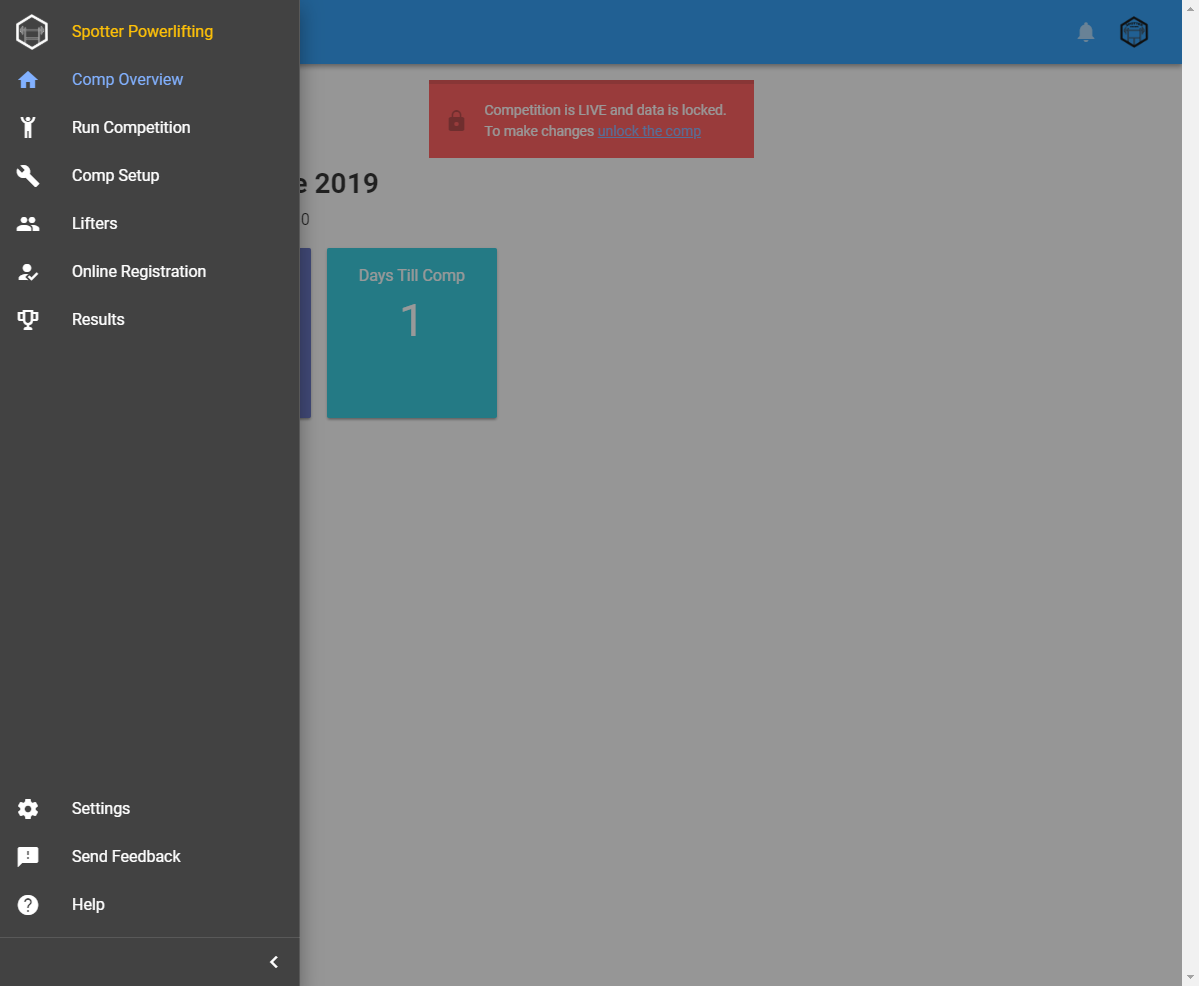 Spotter Powerlifting
Comp Overview
Run Competition
Comp Setup
Lifters
Online Registration
Results
Settings
Send Feedback
Help
Competition is LIVE and data is locked.
To make changes unlock the comp
2019
0
Days Till Comp
1